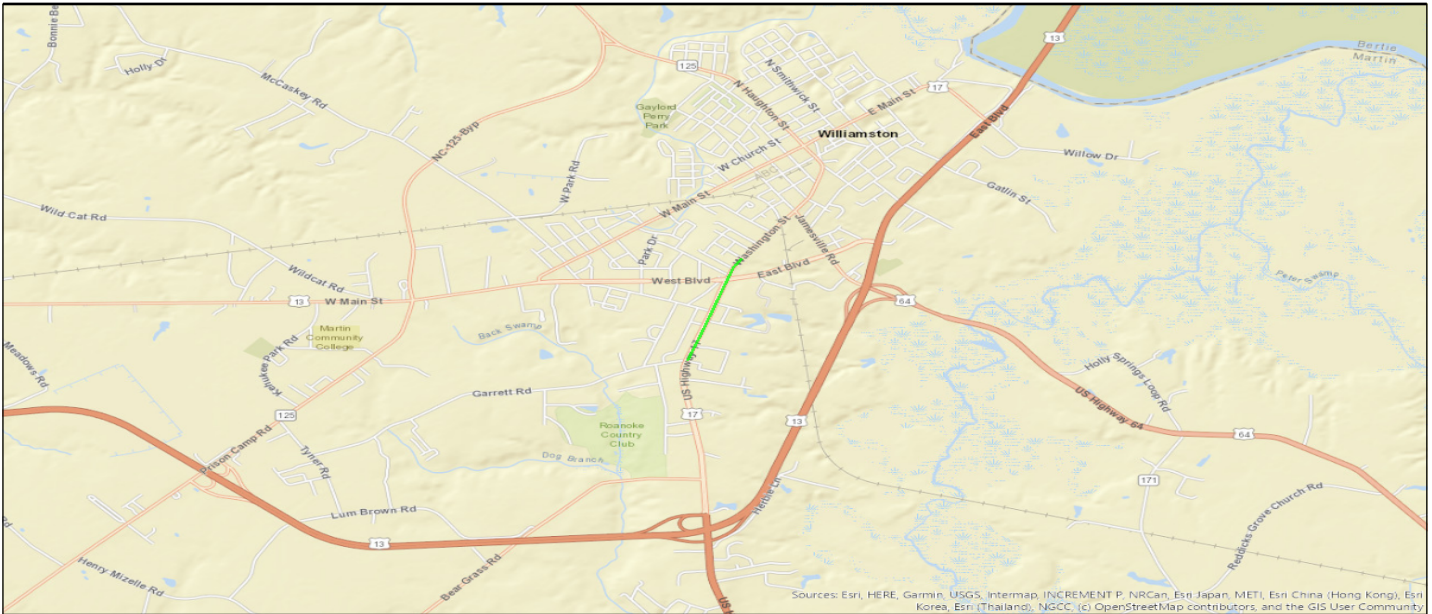 Bonnie Be
Holly Dr
McCaskey Rd
NC-125-Byp
125
N Smithwick St
N Haughton St
Gaylord
Perry
Park
E Main St
17
13
East Blvd
Bertie
Martin
Williamston
W Church St
ABC
Willow Dr
Gatlin St
W Park Rd
W Main St
Wild Cat Rd
Wildcat Rd
Park Dr
Washington St
Jamesville Rd
West Blvd
East Blvd
Peter Swamp
13
W Main St
64
Martin
Community
College
Back Swamp
Kehukee Park Rd
Meadows Rd
US Highway 17
Garrett Rd
Holly Springs Loop Rd
US Highway 64
125
17
13
64
Roanoke
Country
Club
Prison Camp Rd
Tyner Rd
Dog Branch
171
Herbie Ln
Reddicks Grove Church Rd
Lum Brown Rd
Rd
13
Henry Mizelle Rd
Bear Grass Rd
US H
Sources: Esri, HERE, Garmin, USGS, Intermap, INCREMENT P, NRCan, Esri Japan, METI, Esri China (Hong Kong), Esri
Korea, Esri (Thailand), NGCC, (c) OpenStreetMap contributors, and the GIS User Community